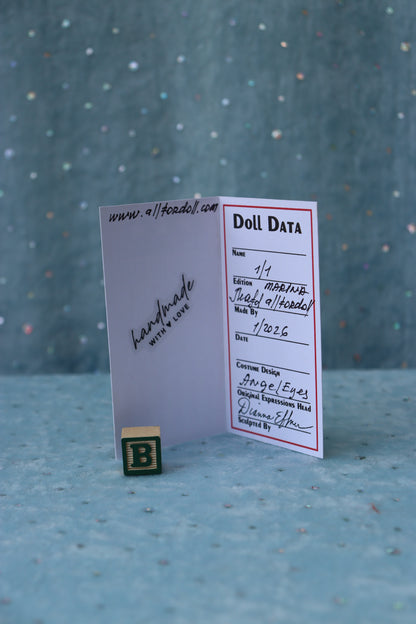 www.alltordoll.com
handmade
WITH ♥ LOVE
Doll Data
Name
1/1
Edition MARINA
alltordoll
Made By
1/2026
Date
Costume Design
Angel Eyes
Original Expressions Head
Dianna Effner
Sculpted By
B